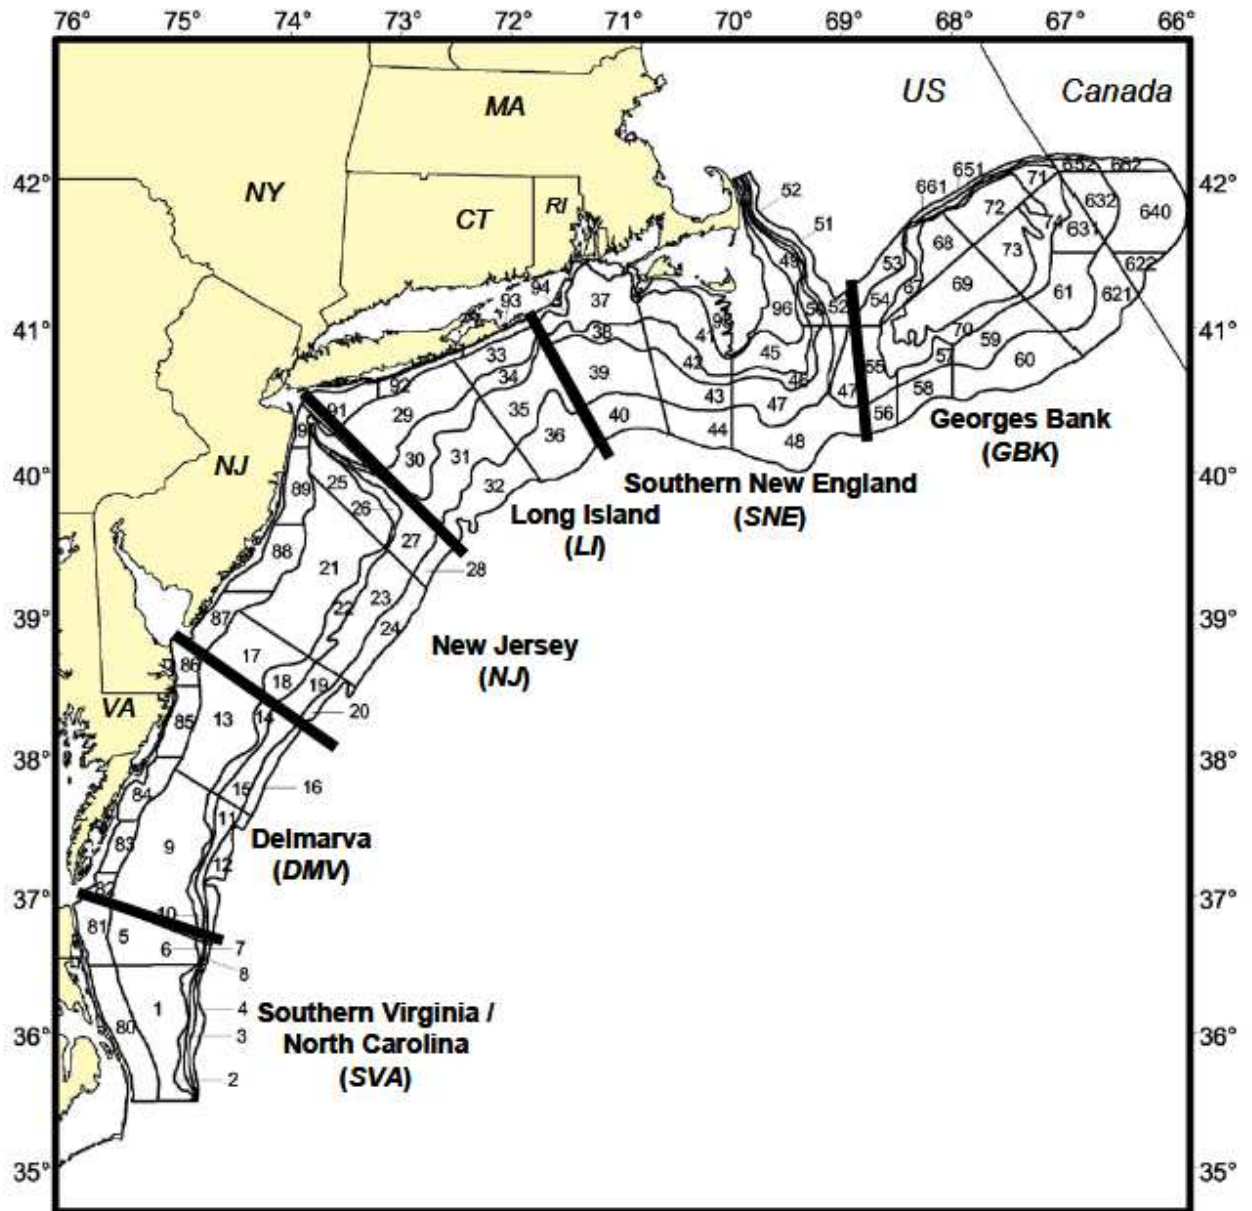 76° 75° 74° 73° 72° 71° 70° 69° 68° 67° 66°
US Canada
MA
42° 42°
NY
CT RI
52 661 651 71 652 662
51 72 74 632 640
49 53 68 73 631
94 37 54 67 69 622
93 96 50 52 61 621
41° 41°
33 38 41 98 45 70 59
92 34 39 42 46 55 57 60
91 29 35 43 47 47 58
36 40 44 48 56
Georges Bank
(GBK)
NJ 30 31
40° 40°
89 25 32
Southern New England
(SNE)
26 Long Island
(LI)
88 27
21 28
22 23
39° 39°
87 24
New Jersey
(NJ)
86 17
18 19
VA 85 13 14 20
38° 38°
84 15 16
11
83 9 Delmarva
(DMV)
12
37° 37°
10
81 5 6 7
8
1 4
Southern Virginia /
North Carolina
(SVA)
80 3
36° 36°
2
35° 35°